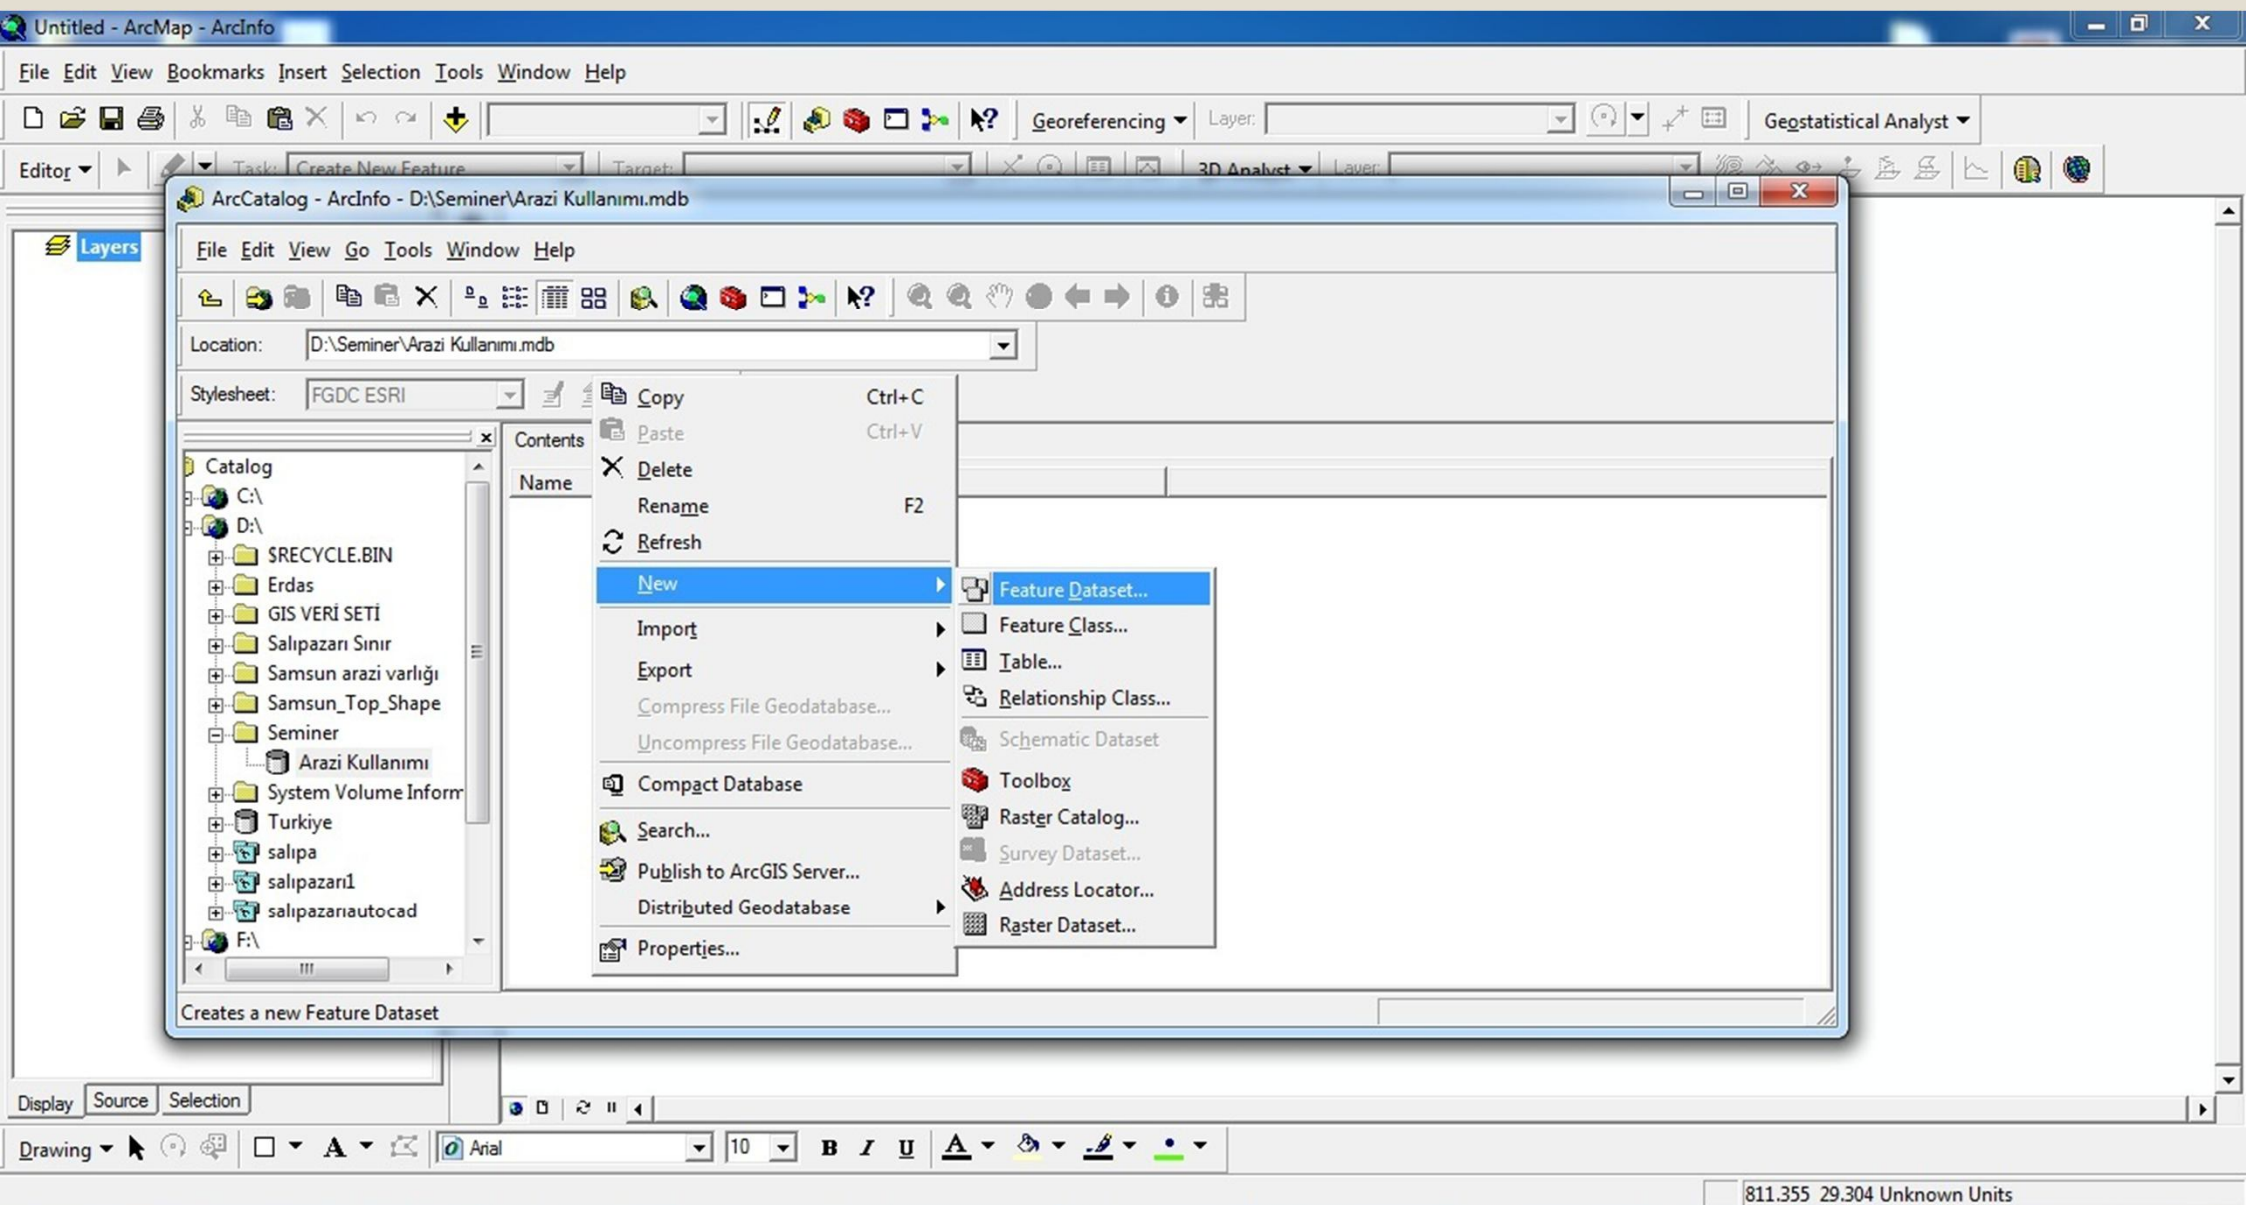 Untitled - ArcMap - ArcInfo
File Edit View Bookmarks Insert Selection Tools Window Help
Georeferencing Layer: Geostatistical Analyst
Editor Task: Create New Feature Target: 3D Analyst Layer:
ArcCatalog - ArcInfo - D:\Seminer\Arazi Kullanımı.mdb
Layers
File Edit View Go Tools Window Help
Location: D:\Seminer\Arazi Kullanımı.mdb
Stylesheet: FGDC ESRI
Contents
Name
Catalog
C:\
D:\
$RECYCLE.BIN
Erdas
GIS VERİ SETİ
Salıpazarı Sınır
Samsun arazi varlığı
Samsun_Top_Shape
Seminer
Arazi Kullanımı
System Volume Inform
Turkiye
salıpa
salıpazarı1
salıpazarıautocad
F:\
Copy Ctrl+C
Paste Ctrl+V
Delete
Rename F2
Refresh
New
Import
Export
Compress File Geodatabase...
Uncompress File Geodatabase...
Compact Database
Search...
Publish to ArcGIS Server...
Distributed Geodatabase
Properties...
Feature Dataset...
Feature Class...
Table...
Relationship Class...
Schematic Dataset
Toolbox
Raster Catalog...
Survey Dataset...
Address Locator...
Raster Dataset...
Creates a new Feature Dataset
Display Source Selection
Drawing A Arial 10 B I U A
811.355 29.304 Unknown Units